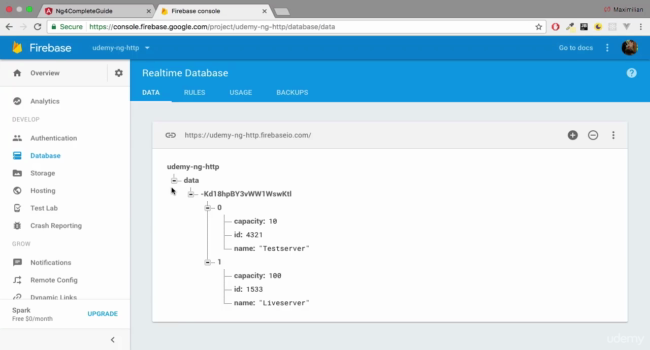 Ng4CompleteGuide
Firebase console
Maximilian
Secure https://console.firebase.google.com/project/udemy-ng-http/database/data
Firebase
udemy-ng-http
Go to docs
Overview
Analytics
DEVELOP
Authentication
Database
Storage
Hosting
Test Lab
Crash Reporting
GROW
Notifications
Remote Config
Dynamic Links
Spark
Free $0/month
UPGRADE
Realtime Database
DATA RULES USAGE BACKUPS
https://udemy-ng-http.firebaseio.com/
udemy-ng-http
data
-Kd18hpBY3vWW1WswKtl
0
capacity: 10
id: 4321
name: "Testserver"
1
capacity: 100
id: 1533
name: "Liveserver"
udemy